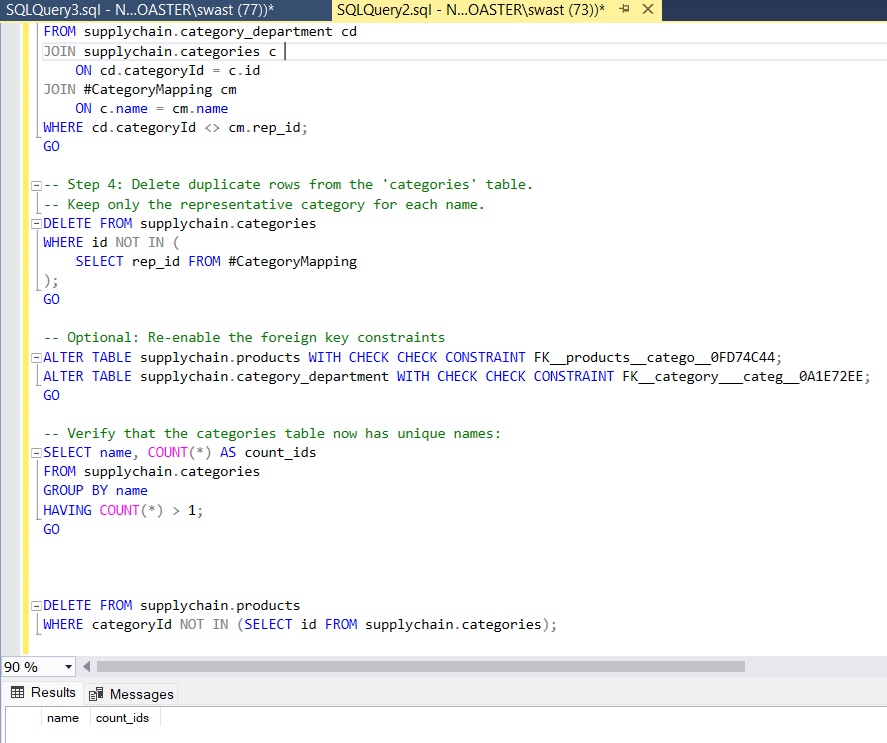 SQLQuery3.sql - N...OASTER\swast (77))* SQLQuery2.sql - N...OASTER\swast (73))*
FROM supplychain.category_department cd
JOIN supplychain.categories c
ON cd.categoryId = c.id
JOIN #CategoryMapping cm
ON c.name = cm.name
WHERE cd.categoryId <> cm.rep_id;
GO
-- Step 4: Delete duplicate rows from the 'categories' table.
-- Keep only the representative category for each name.
DELETE FROM supplychain.categories
WHERE id NOT IN (
SELECT rep_id FROM #CategoryMapping
);
GO
-- Optional: Re-enable the foreign key constraints
ALTER TABLE supplychain.products WITH CHECK CHECK CONSTRAINT FK__products__catego__0FD74C44;
ALTER TABLE supplychain.category_department WITH CHECK CHECK CONSTRAINT FK__category___categ__0A1E72EE;
GO
-- Verify that the categories table now has unique names:
SELECT name, COUNT(*) AS count_ids
FROM supplychain.categories
GROUP BY name
HAVING COUNT(*) > 1;
GO
DELETE FROM supplychain.products
WHERE categoryId NOT IN (SELECT id FROM supplychain.categories);
90 %
Results Messages
name count_ids